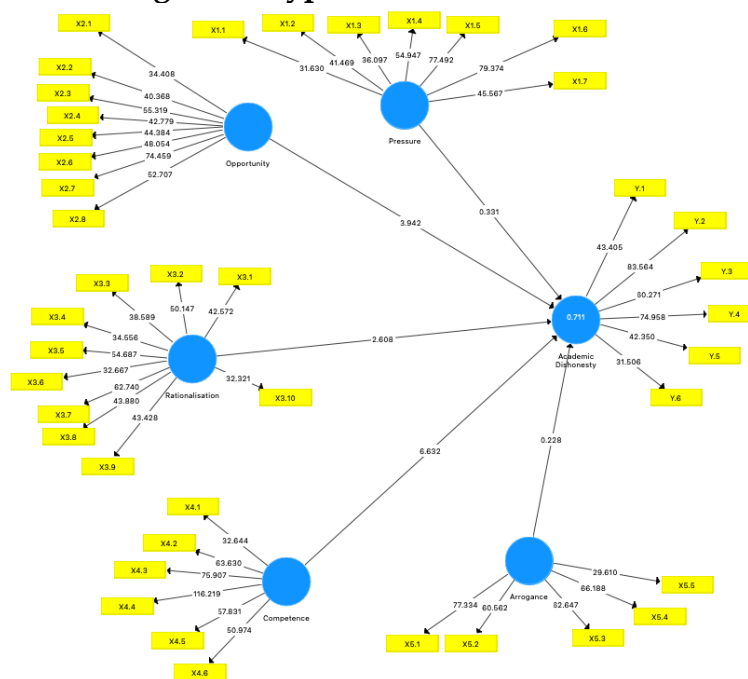 X2.1
X2.2
X2.3
X2.4
X2.5
X2.6
X2.7
X2.8
34.408
40.368
55.319
42.779
44.384
48.054
74.459
52.707
Opportunity
X1.1
X1.2
X1.3
X1.4
X1.5
X1.6
X1.7
31.630
41.469
36.097
54.947
77.492
79.374
45.567
Pressure
3.942
0.331
Y.1
Y.2
Y.3
Y.4
Y.5
Y.6
43.405
83.564
74.958
42.350
31.506
0.711
Academic
Dishonesty
X3.3
X3.2
X3.1
X3.4
X3.5
X3.6
X3.7
X3.8
X3.9
X3.10
38.589
50.147
42.572
34.556
32.667
62.740
43.880
43.428
32.321
Rationalisation
2.608
6.632
0.228
X4.1
X4.2
X4.3
X4.4
X4.5
X4.6
32.644
63.630
75.907
116.219
57.831
50.974
Competence
Arrogance
77.334
60.562
66.188
29.610
X5.1
X5.2
X5.3
X5.4
X5.5